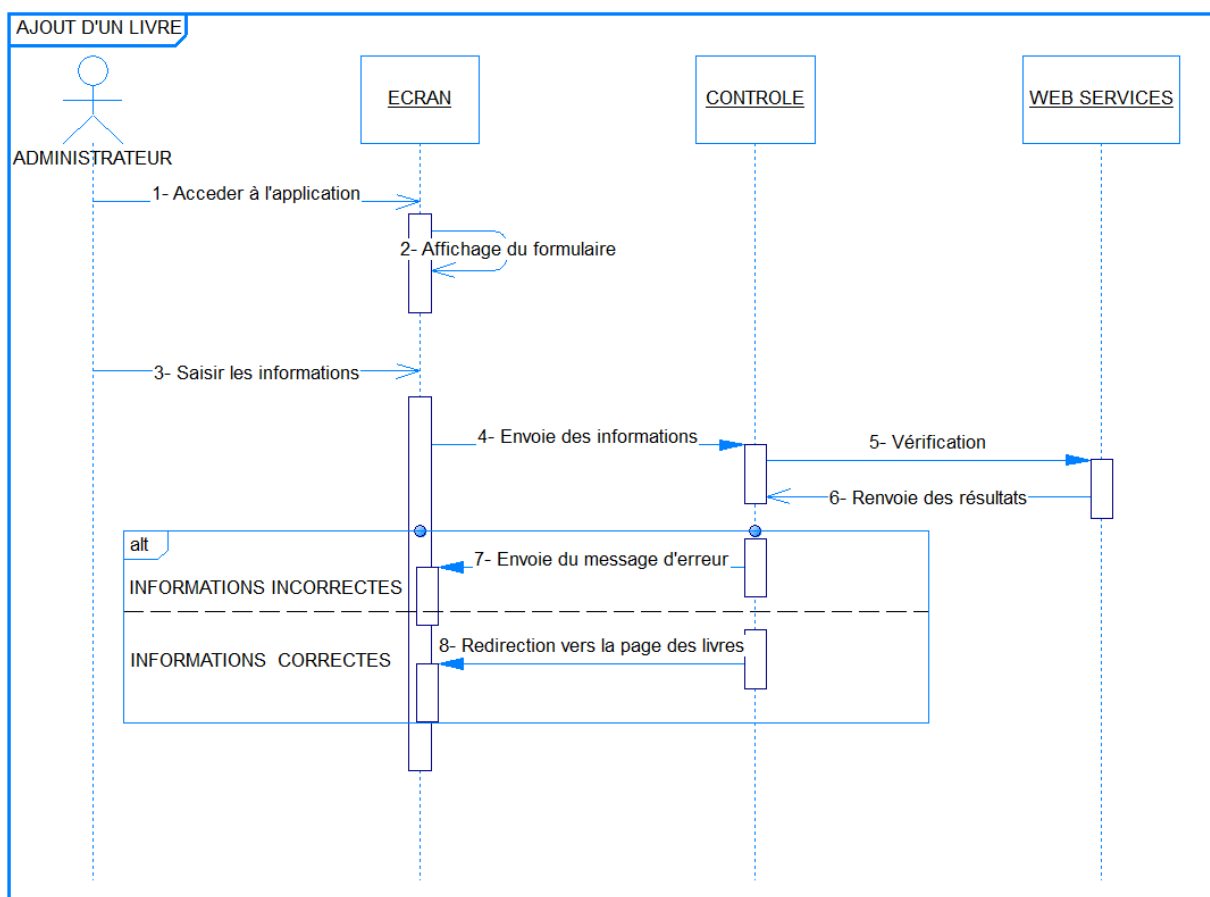 AJOUT D'UN LIVRE
ADMINISTRATEUR
ECRAN
CONTROLE
WEB SERVICES
1- Acceder à l'application
2- Affichage du formulaire
3- Saisir les informations
4- Envoie des informations
5- Vérification
6- Renvoie des résultats
alt
7- Envoie du message d'erreur
INFORMATIONS INCORRECTES
8- Redirection vers la page des livres
INFORMATIONS CORRECTES